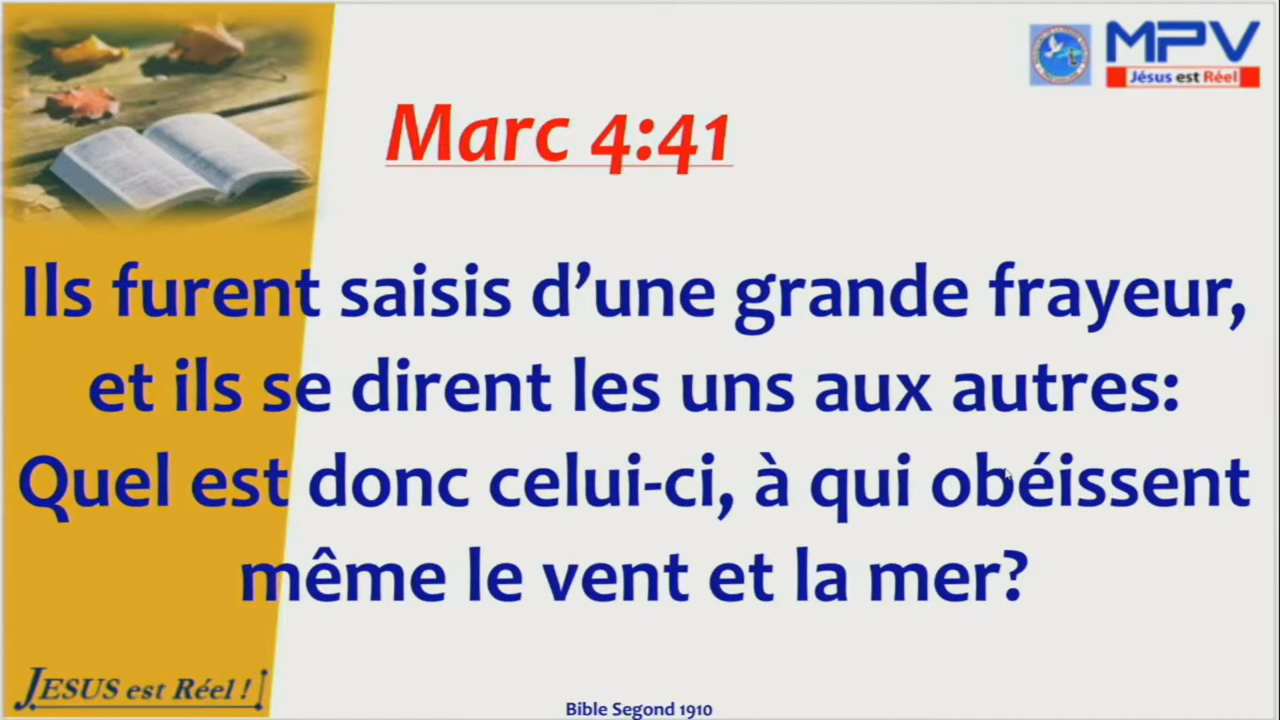 MPV
Jésus est Réel
Marc 4:41
Ils furent saisis d’une grande frayeur,
et ils se dirent les uns aux autres:
Quel est donc celui-ci, à qui obéissent
même le vent et la mer?
JESUS est Réel !
Bible Segond 1910